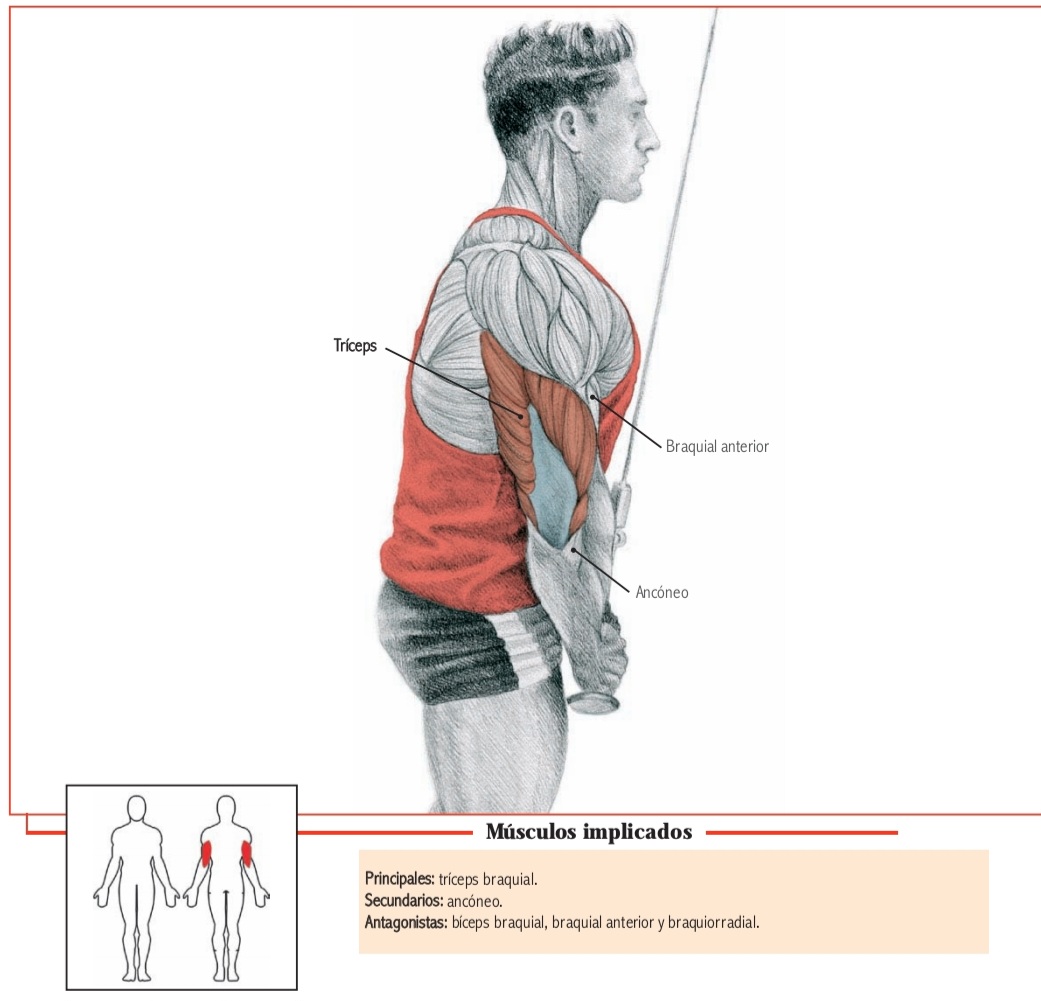 Tríceps
Braquial anterior
Ancóneo
Músculos implicados
Principales: tríceps braquial.
Secundarios: ancóneo.
Antagonistas: bíceps braquial, braquial anterior y braquiorradial.